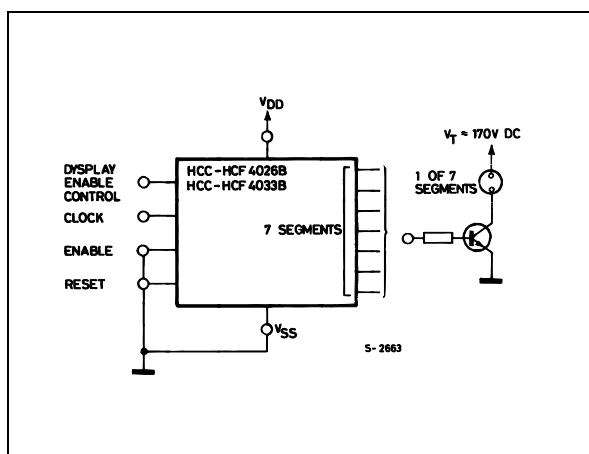 VDD
DYSPLAY
ENABLE
CONTROL
CLOCK
ENABLE
RESET
HCC-HCF 4026B
HCC-HCF 4033B
7 SEGMENTS
VSS
VT ≈ 170V DC
1 OF 7
SEGMENTS
S-2663